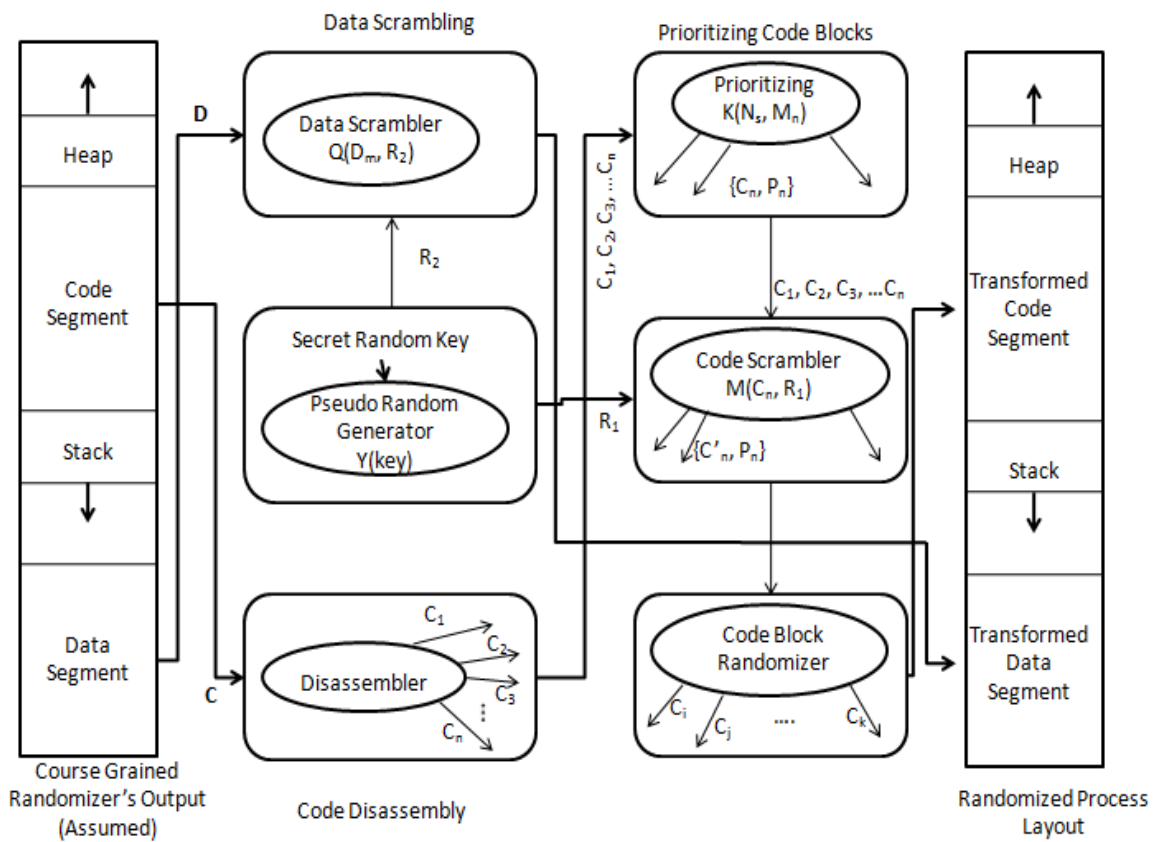 Data Scrambling
Prioritizing Code Blocks
Heap
Code
Segment
Stack
Data
Segment
Course Grained
Randomizer's Output
(Assumed)
D
C
Data Scrambler
Q(Dₘ, R₂)
R₂
Secret Random Key
Pseudo Random
Generator
Y(key)
R₁
Disassembler
C₁
C₂
C₃
⋮
Cₙ
Code Disassembly
C₁, C₂, C₃, ...Cₙ
Prioritizing
K(Nₛ, Mₙ)
{Cₙ, Pₙ}
C₁, C₂, C₃, ...Cₙ
Code Scrambler
M(Cₙ, R₁)
{C'ₙ, Pₙ}
Code Block
Randomizer
Cᵢ
Cⱼ
....
Cₖ
Heap
Transformed
Code
Segment
Stack
Transformed
Data
Segment
Randomized Process
Layout